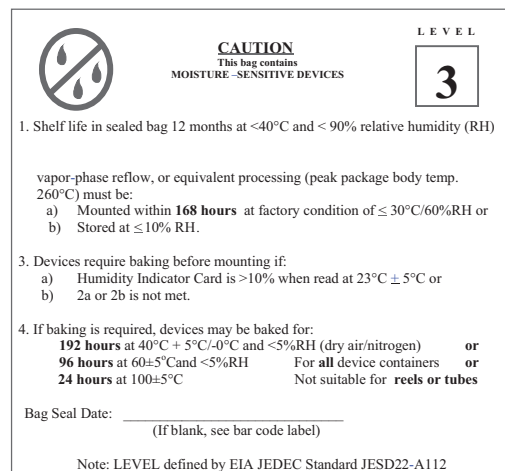 LEVEL
CAUTION
This bag contains
MOISTURE –SENSITIVE DEVICES
3
1. Shelf life in sealed bag 12 months at <40°C and < 90% relative humidity (RH)
vapor-phase reflow, or equivalent processing (peak package body temp.
260°C) must be:
a) Mounted within 168 hours at factory condition of ≤ 30°C/60%RH or
b) Stored at ≤10% RH.
3. Devices require baking before mounting if:
a) Humidity Indicator Card is >10% when read at 23°C ± 5°C or
b) 2a or 2b is not met.
4. If baking is required, devices may be baked for:
192 hours at 40°C + 5°C/-0°C and <5%RH (dry air/nitrogen) or
96 hours at 60±5°Cand <5%RH For all device containers or
24 hours at 100±5°C Not suitable for reels or tubes
Bag Seal Date: ______________________________
(If blank, see bar code label)
Note: LEVEL defined by EIA JEDEC Standard JESD22-A112